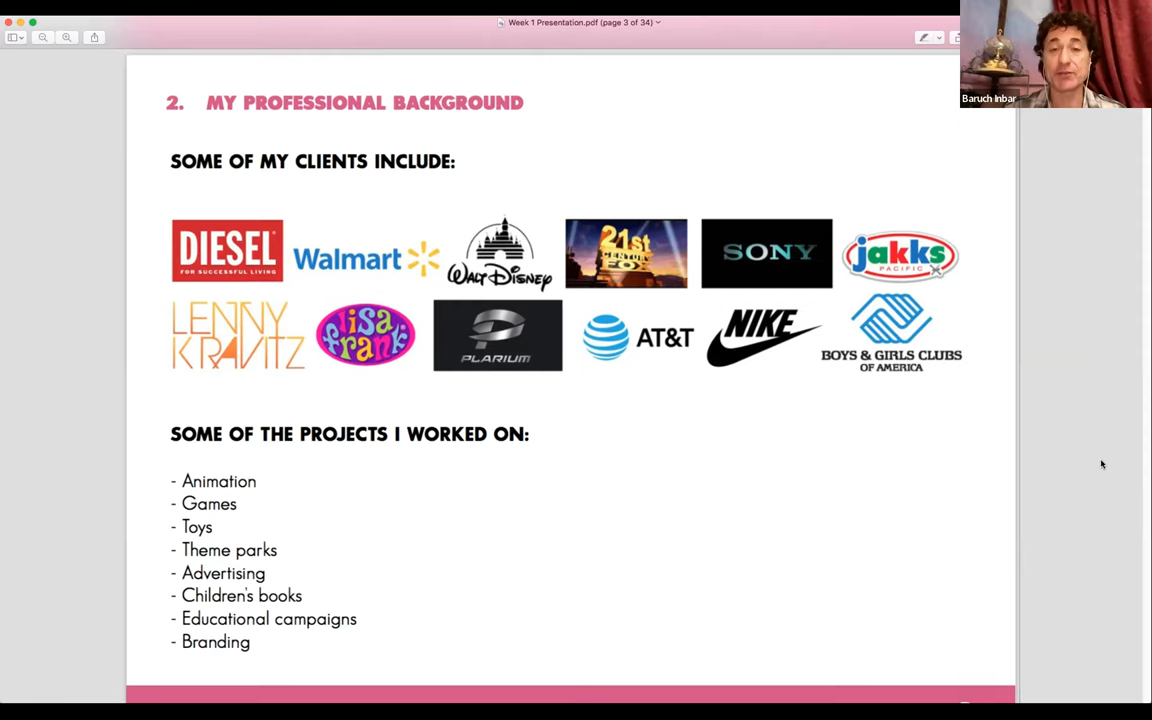 Week 1 Presentation.pdf (page 3 of 34)
Baruch Inbar
2. MY PROFESSIONAL BACKGROUND
SOME OF MY CLIENTS INCLUDE:
DIESEL
FOR SUCCESSFUL LIVING
Walmart
WALT DISNEY
21st
CENTURY
FOX
SONY
jakks
PACIFIC
LENNY
KRAVITZ
lisa
frank
PLARIUM
AT&T
NIKE
BOYS & GIRLS CLUBS
OF AMERICA
SOME OF THE PROJECTS I WORKED ON:
- Animation
- Games
- Toys
- Theme parks
- Advertising
- Children's books
- Educational campaigns
- Branding